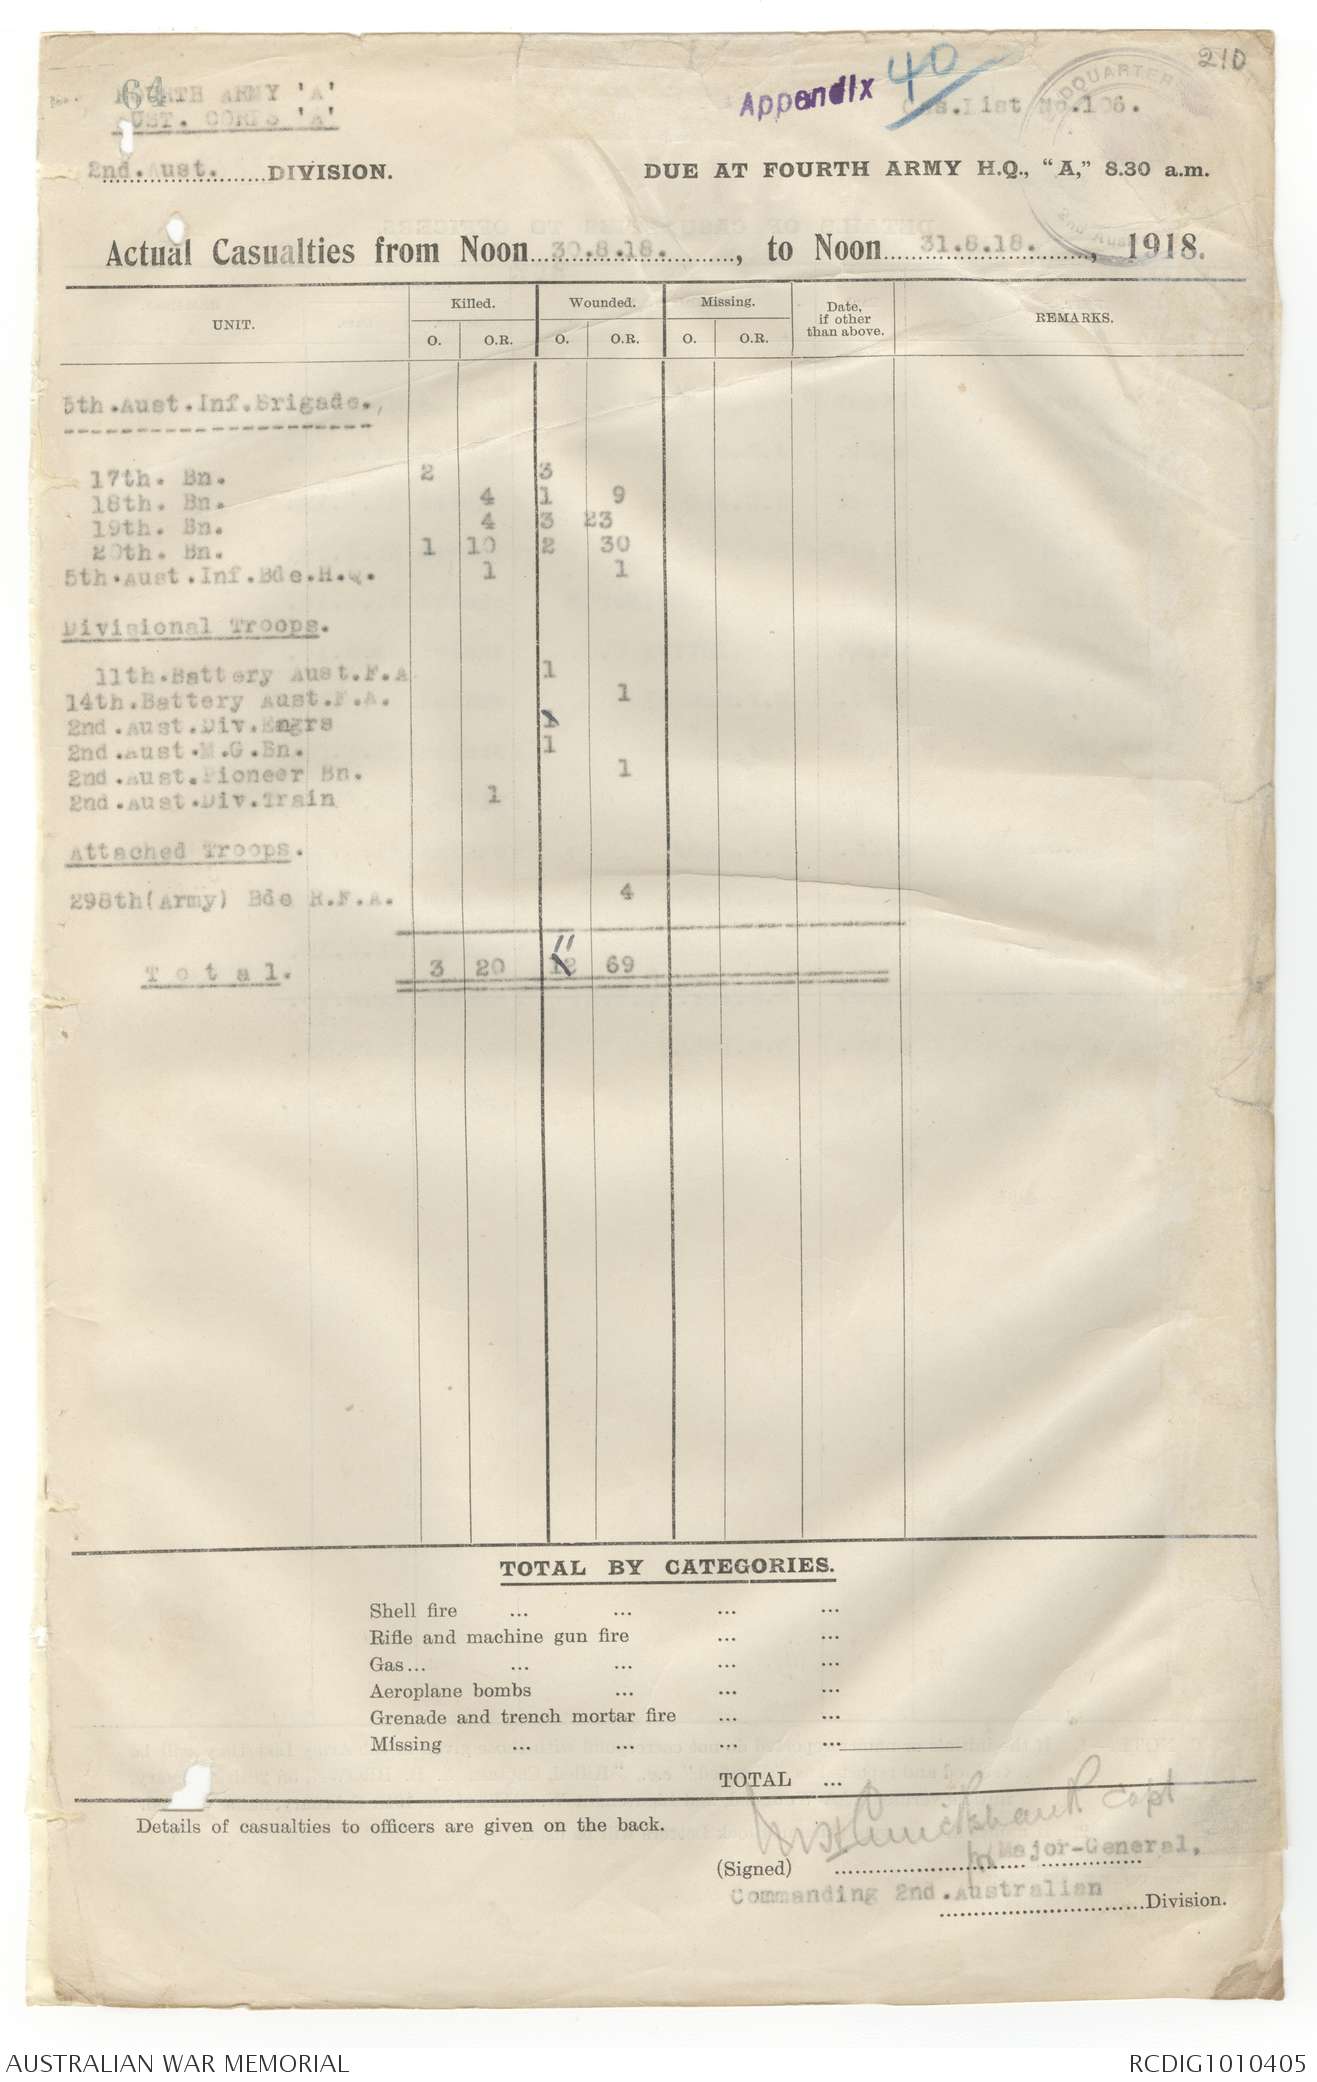 210
64
FOURTH ARMY 'A'
AUST. CORPS 'A'
Appendix 40
Cas.List No.106.
2nd.Aust. DIVISION.
DUE AT FOURTH ARMY H.Q., "A," 8.30 a.m.
Actual Casualties from Noon 30.8.18., to Noon 31.8.18., 1918.
UNIT. Killed. Wounded. Missing. Date, if other than above. REMARKS.
O. O.R. O. O.R. O. O.R.
5th.Aust.Inf.Brigade.,
17th. Bn. 2 3
18th. Bn. 4 1 9
19th. Bn. 4 3 23
20th. Bn. 1 10 2 30
5th.Aust.Inf.Bde.H.Q. 1 1
Divisional Troops.
11th.Battery Aust.F.A 1
14th.Battery Aust.F.A. 1
2nd.Aust.Div.Engrs 1
2nd.Aust.M.G.Bn. 1
2nd.Aust.Pioneer Bn. 1
2nd.Aust.Div.Train 1
Attached Troops.
298th(Army) Bde R.F.A. 4
11
Total. 3 20 12 69
TOTAL BY CATEGORIES.
Shell fire ... ... ... ...
Rifle and machine gun fire ... ...
Gas... ... ... ... ...
Aeroplane bombs ... ... ...
Grenade and trench mortar fire ... ...
Missing ... ... ... ...
TOTAL ...
Details of casualties to officers are given on the back.
Cruickshank Capt
(Signed) Major-General,
Commanding 2nd.Australian Division.
AUSTRALIAN WAR MEMORIAL
RCDIG1010405